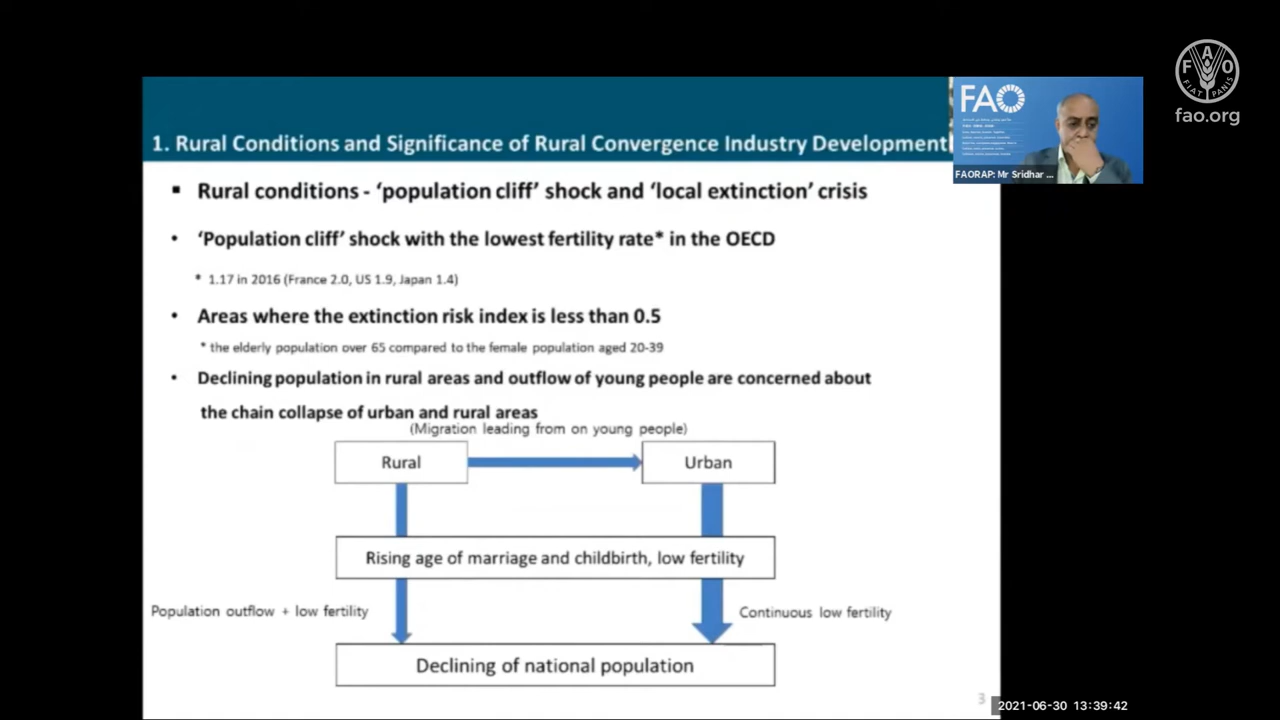 FAO
FIAT PANIS
fao.org
FAO
FAORAP: Mr Sridhar ...
1. Rural Conditions and Significance of Rural Convergence Industry Development
▪ Rural conditions - ‘population cliff’ shock and ‘local extinction’ crisis
• ‘Population cliff’ shock with the lowest fertility rate* in the OECD
* 1.17 in 2016 (France 2.0, US 1.9, Japan 1.4)
• Areas where the extinction risk index is less than 0.5
* the elderly population over 65 compared to the female population aged 20-39
• Declining population in rural areas and outflow of young people are concerned about
the chain collapse of urban and rural areas
(Migration leading from on young people)
Rural
Urban
Rising age of marriage and childbirth, low fertility
Population outflow + low fertility
Continuous low fertility
Declining of national population
3
2021-06-30 13:39:42